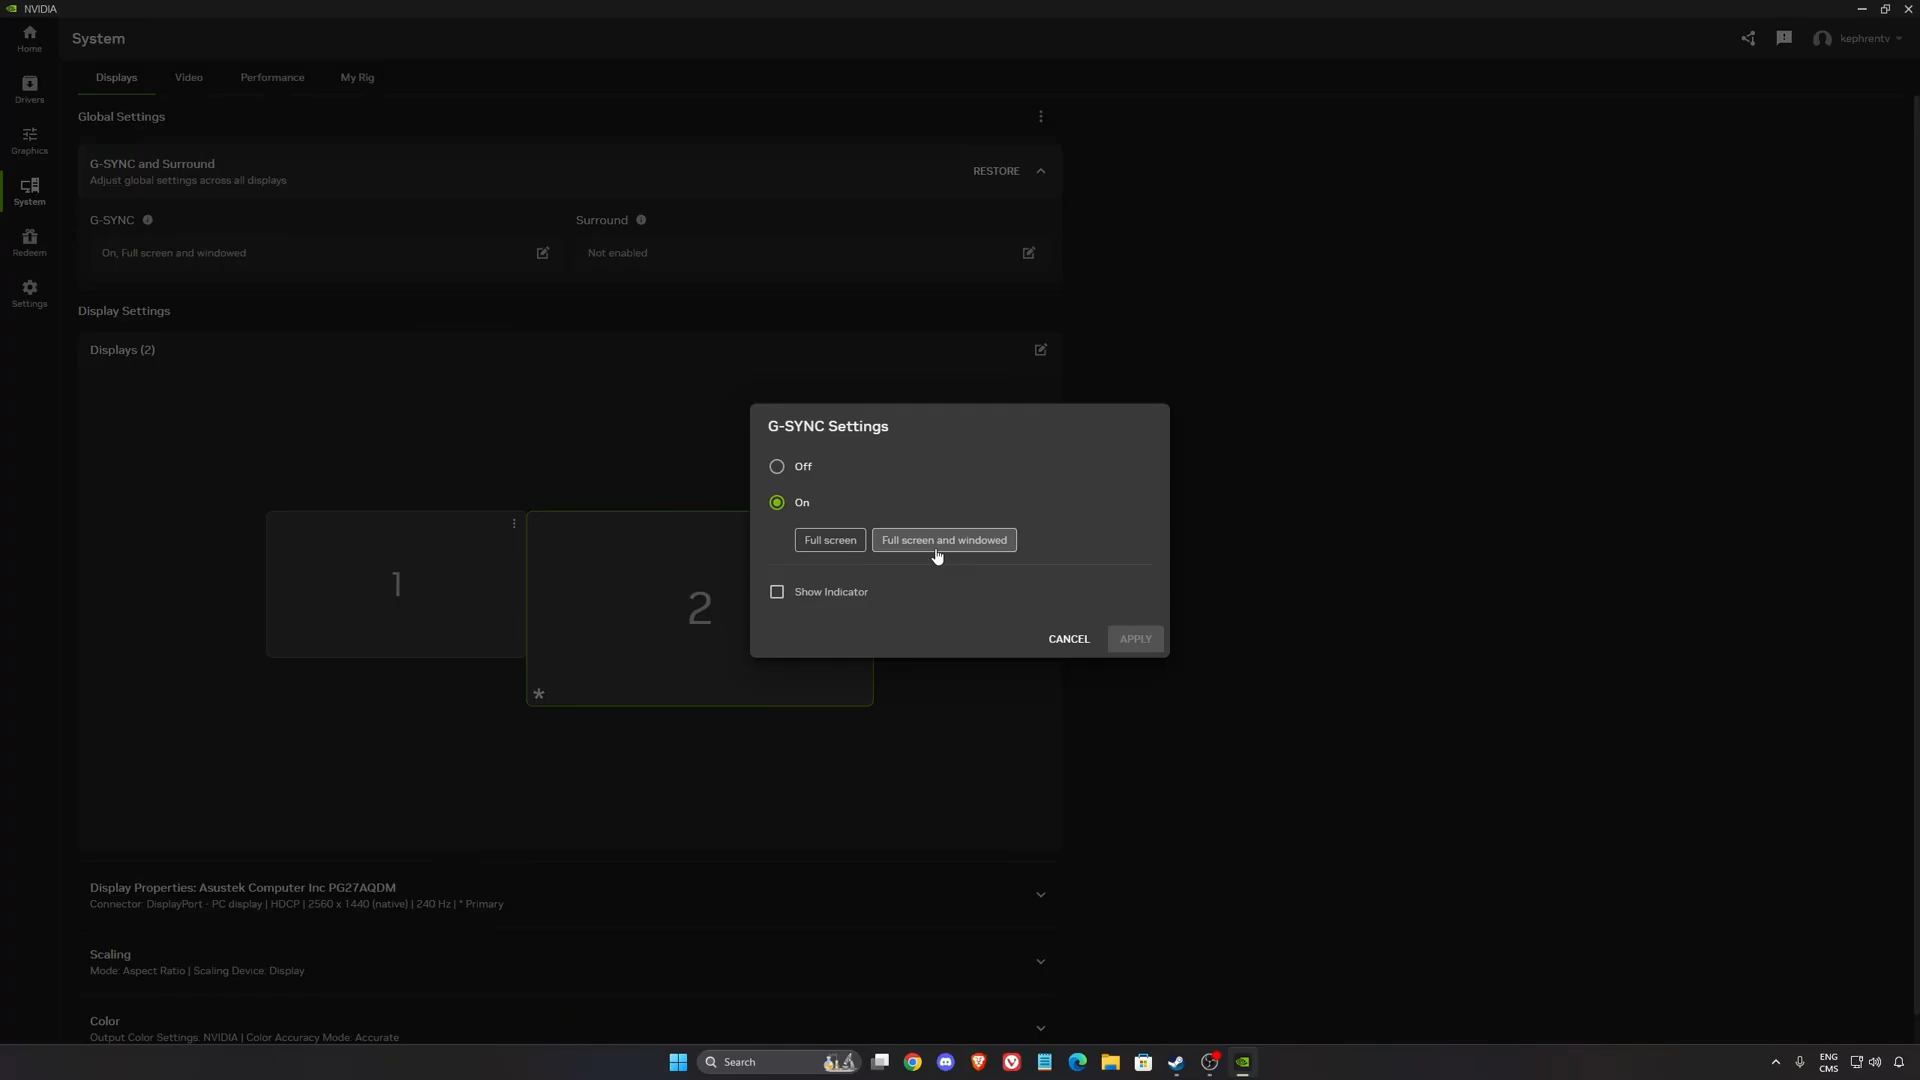 NVIDIA
Home
System
kephrentv
Drivers
Displays
Video
Performance
My Rig
Global Settings
Graphics
G-SYNC and Surround
RESTORE
Adjust global settings across all displays
System
G-SYNC
Surround
Redeem
On, Full screen and windowed
Not enabled
Settings
Display Settings
Displays (2)
G-SYNC Settings
Off
On
Full screen
Full screen and windowed
Show Indicator
CANCEL
APPLY
1
2
*
Display Properties: Asustek Computer Inc PG27AQDM
Connector: DisplayPort - PC display | HDCP | 2560 x 1440 (native) | 240 Hz | * Primary
Scaling
Mode: Aspect Ratio | Scaling Device: Display
Color
Output Color Settings: NVIDIA | Color Accuracy Mode: Accurate
Search
ENG
CMS